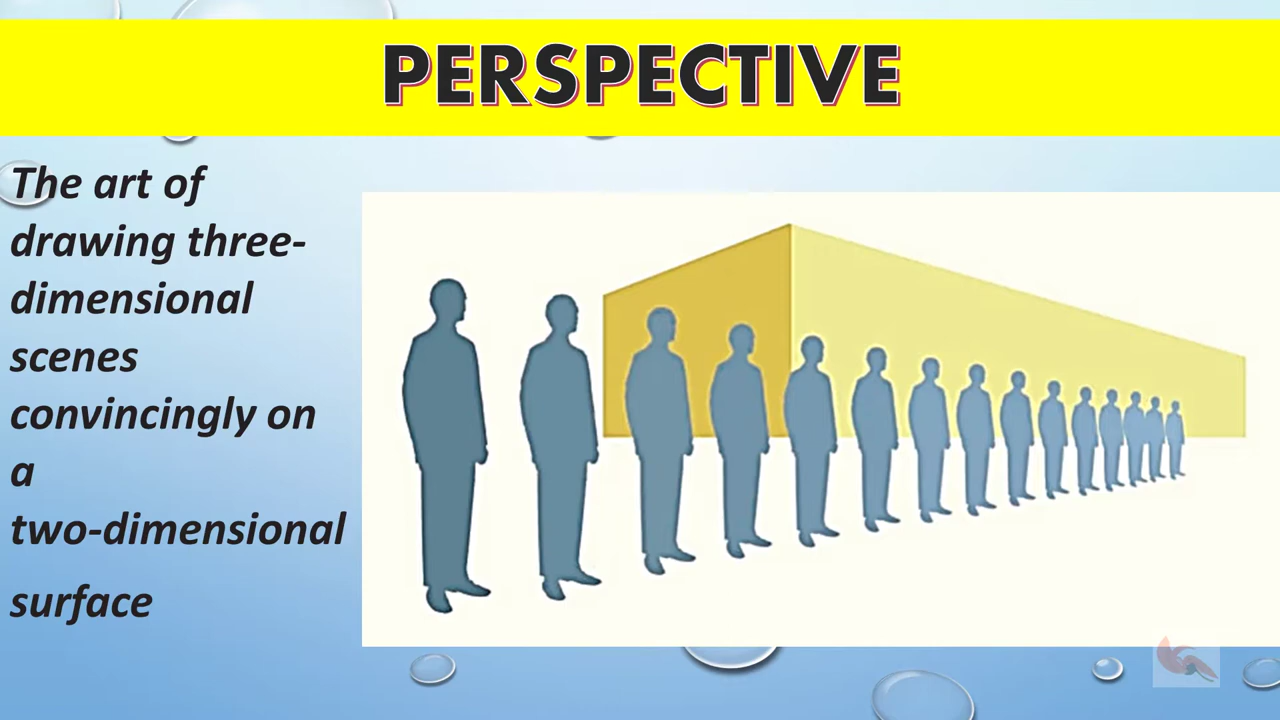 PERSPECTIVE
The art of
drawing three-
dimensional
scenes
convincingly on
a
two-dimensional
surface